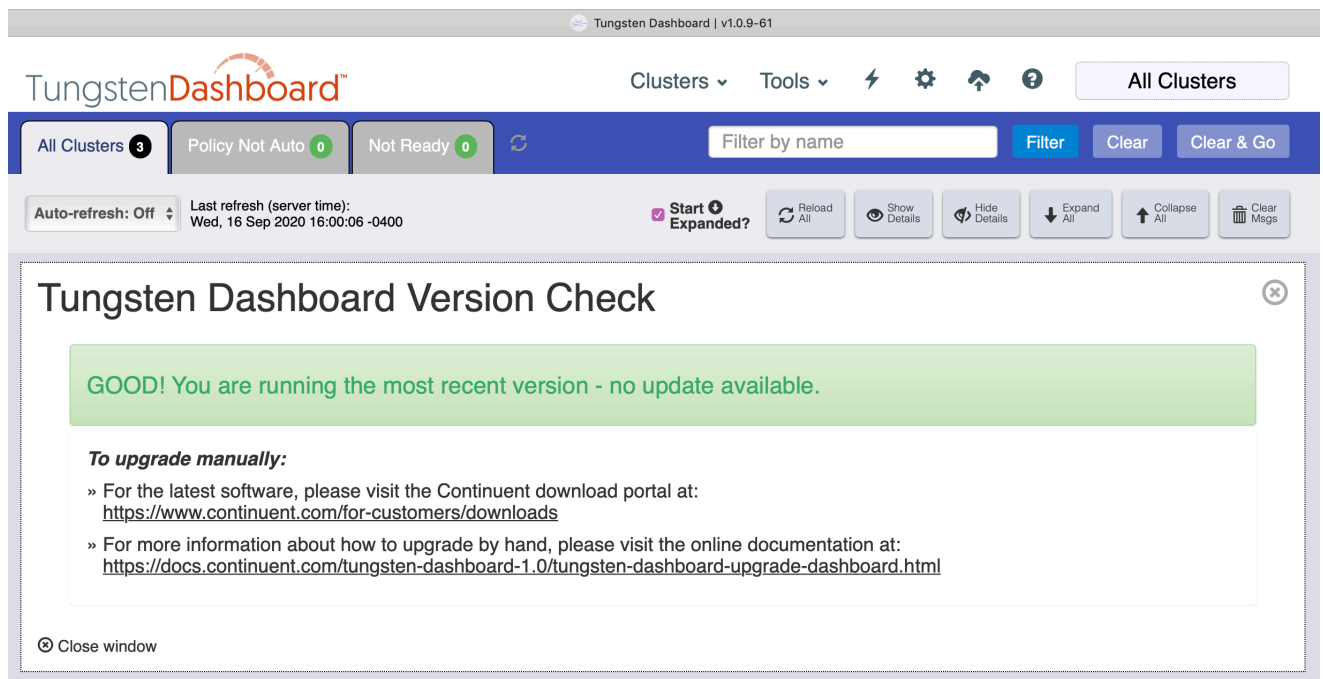 Tungsten Dashboard | v1.0.9-61
TungstenDashboard™
Clusters Tools All Clusters
All Clusters 3 Policy Not Auto 0 Not Ready 0 Filter by name Filter Clear Clear & Go
Auto-refresh: Off
Last refresh (server time):
Wed, 16 Sep 2020 16:00:06 -0400
Start
Expanded?
Reload
All
Show
Details
Hide
Details
Expand
All
Collapse
All
Clear
Msgs
Tungsten Dashboard Version Check
GOOD! You are running the most recent version - no update available.
To upgrade manually:
» For the latest software, please visit the Continuent download portal at:
https://www.continuent.com/for-customers/downloads
» For more information about how to upgrade by hand, please visit the online documentation at:
https://docs.continuent.com/tungsten-dashboard-1.0/tungsten-dashboard-upgrade-dashboard.html
Close window